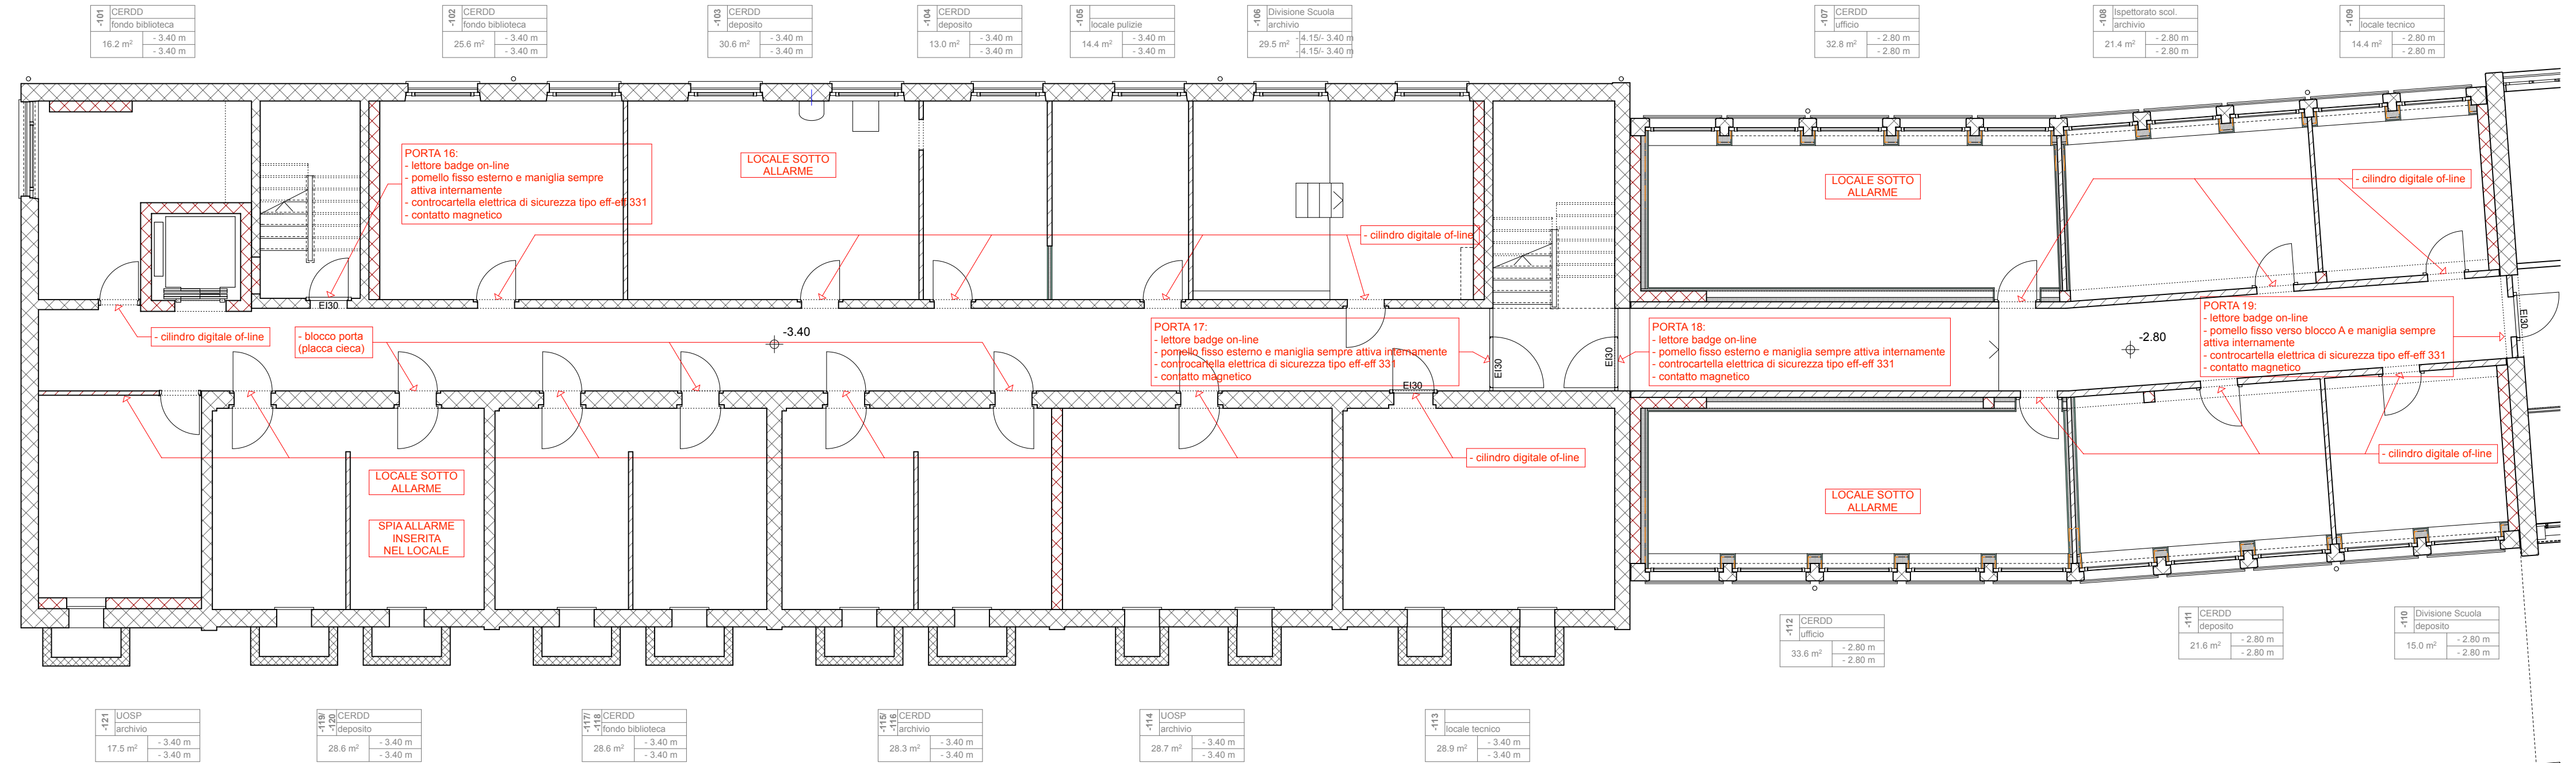 -101
CERDD
fondo biblioteca
16.2 m²
- 3.40 m
- 3.40 m
-102
CERDD
fondo biblioteca
25.6 m²
- 3.40 m
- 3.40 m
-103
CERDD
deposito
30.6 m²
- 3.40 m
- 3.40 m
-104
CERDD
deposito
13.0 m²
- 3.40 m
- 3.40 m
-105
locale pulizie
14.4 m²
- 3.40 m
- 3.40 m
-106
Divisione Scuola
archivio
29.5 m²
- 4.15/- 3.40 m
- 4.15/- 3.40 m
-107
CERDD
ufficio
32.8 m²
- 2.80 m
- 2.80 m
-108
Ispettorato scol.
archivio
21.4 m²
- 2.80 m
- 2.80 m
-109
locale tecnico
14.4 m²
- 2.80 m
- 2.80 m
PORTA 16:
- lettore badge on-line
- pomello fisso esterno e maniglia sempre
attiva internamente
- controcartella elettrica di sicurezza tipo eff-eff 331
- contatto magnetico
LOCALE SOTTO
ALLARME
LOCALE SOTTO
ALLARME
- cilindro digitale of-line
- cilindro digitale of-line
EI30
- cilindro digitale of-line
- blocco porta
(placca cieca)
-3.40
PORTA 17:
- lettore badge on-line
- pomello fisso esterno e maniglia sempre attiva internamente
- controcartella elettrica di sicurezza tipo eff-eff 331
- contatto magnetico
EI30
EI30
EI30
PORTA 18:
- lettore badge on-line
- pomello fisso esterno e maniglia sempre attiva internamente
- controcartella elettrica di sicurezza tipo eff-eff 331
- contatto magnetico
-2.80
PORTA 19:
- lettore badge on-line
- pomello fisso verso blocco A e maniglia sempre
attiva internamente
- controcartella elettrica di sicurezza tipo eff-eff 331
- contatto magnetico
EI30
- cilindro digitale of-line
- cilindro digitale of-line
LOCALE SOTTO
ALLARME
SPIA ALLARME
INSERITA
NEL LOCALE
LOCALE SOTTO
ALLARME
-112
CERDD
ufficio
33.6 m²
- 2.80 m
- 2.80 m
-111
CERDD
deposito
21.6 m²
- 2.80 m
- 2.80 m
-110
Divisione Scuola
deposito
15.0 m²
- 2.80 m
- 2.80 m
-121
UOSP
archivio
17.5 m²
- 3.40 m
- 3.40 m
-119/
-120
CERDD
deposito
28.6 m²
- 3.40 m
- 3.40 m
-117/
-118
CERDD
fondo biblioteca
28.6 m²
- 3.40 m
- 3.40 m
-115/
-116
CERDD
archivio
28.3 m²
- 3.40 m
- 3.40 m
-114
UOSP
archivio
28.7 m²
- 3.40 m
- 3.40 m
-113
locale tecnico
28.9 m²
- 3.40 m
- 3.40 m